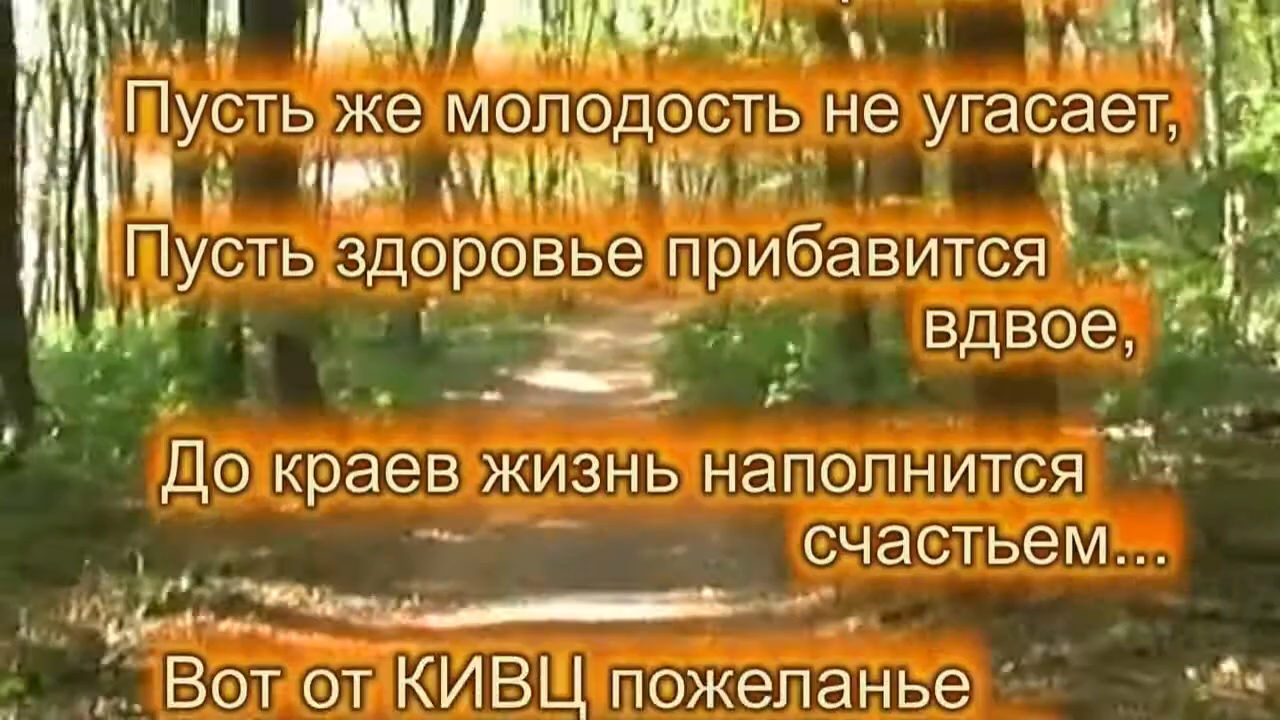 Пусть же молодость не угасает,
Пусть здоровье прибавится
вдвое,
До краев жизнь наполнится
счастьем...
Вот от КИВЦ пожеланье